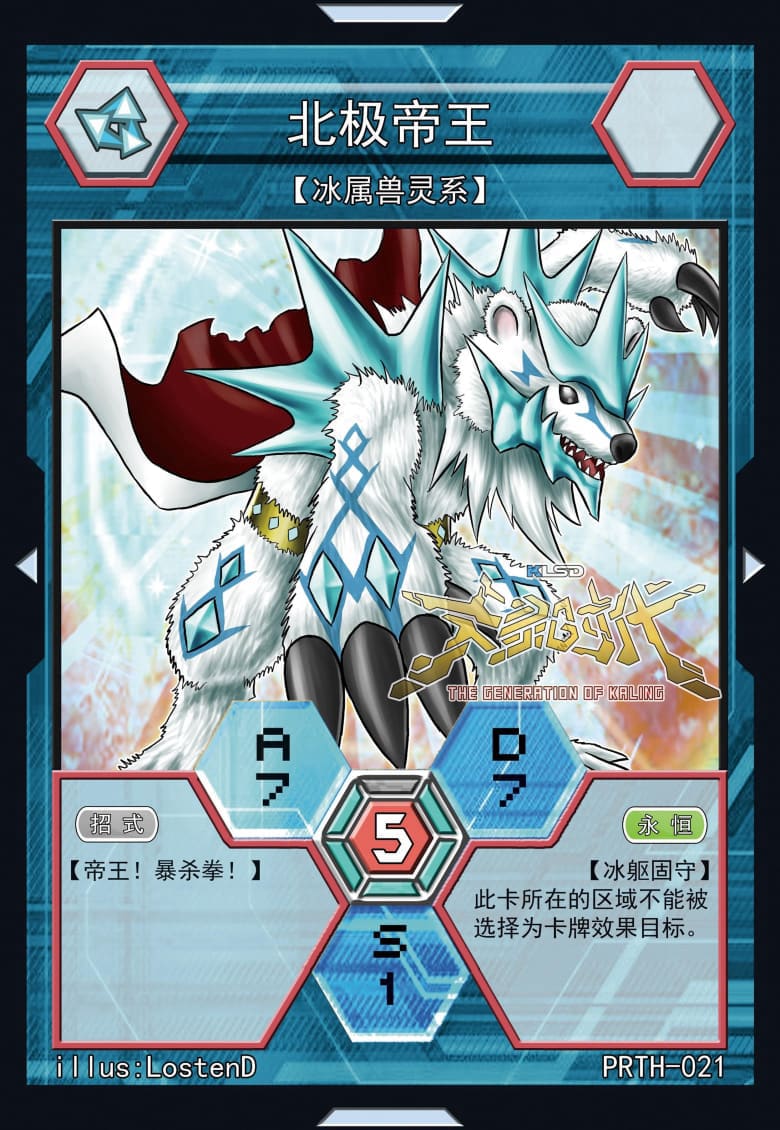 北极帝王
【冰属兽灵系】
KLSD
THE GENERATION OF KALING
A
7
D
7
5
招式
【帝王！暴杀拳！】
永恒
【冰躯固守】
此卡所在的区域不能被
选择为卡牌效果目标。
S
1
illus:LostenD
PRTH-021